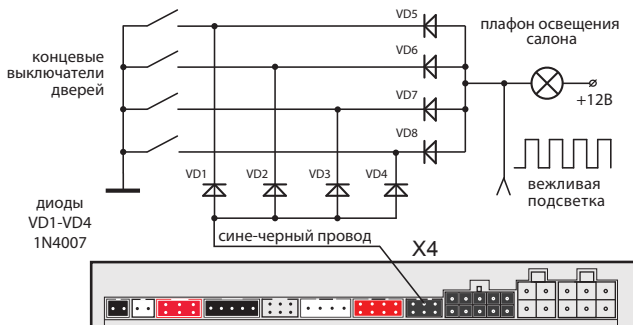 VD5
плафон освещения
салона
концевые
выключатели
дверей
VD6
+12В
VD7
VD8
VD1 VD2 VD3 VD4
вежливая
подсветка
диоды
VD1-VD4
1N4007
сине-черный провод
X4